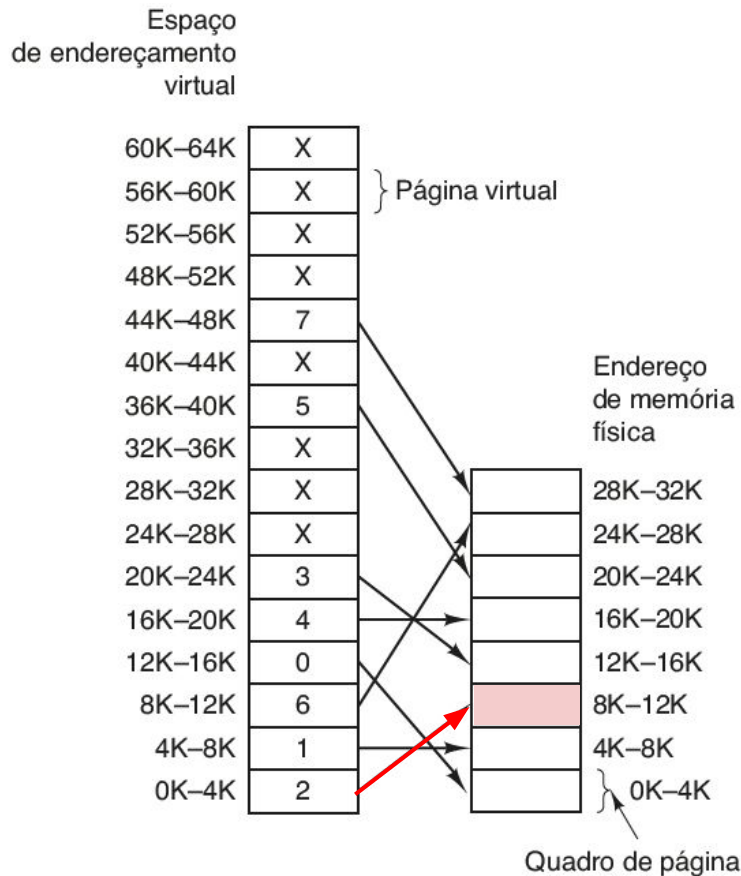 Espaço
de endereçamento
virtual
60K–64K X
56K–60K X Página virtual
52K–56K X
48K–52K X
44K–48K 7
40K–44K X
36K–40K 5
32K–36K X
28K–32K X
24K–28K X
20K–24K 3
16K–20K 4
12K–16K 0
8K–12K 6
4K–8K 1
0K–4K 2
Endereço
de memória
física
28K–32K
24K–28K
20K–24K
16K–20K
12K–16K
8K–12K
4K–8K
0K–4K
Quadro de página